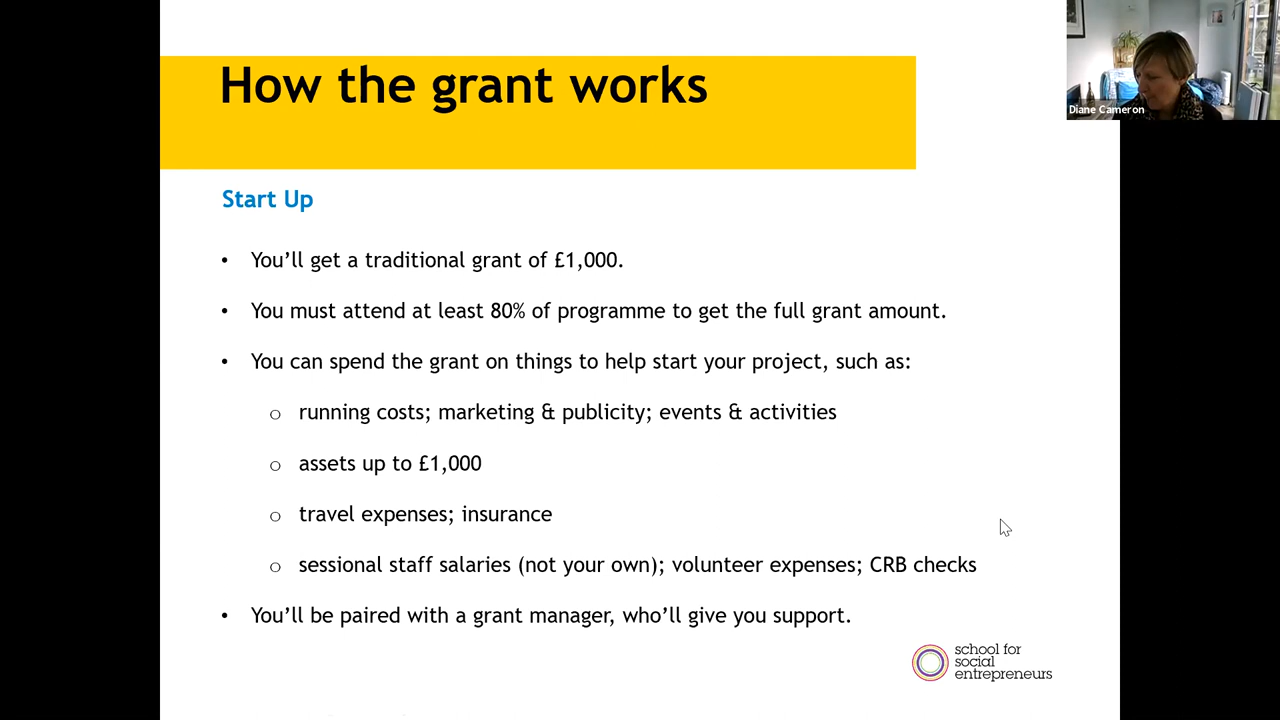 How the grant works
Diane Cameron
Start Up
• You’ll get a traditional grant of £1,000.
• You must attend at least 80% of programme to get the full grant amount.
• You can spend the grant on things to help start your project, such as:
o running costs; marketing & publicity; events & activities
o assets up to £1,000
o travel expenses; insurance
o sessional staff salaries (not your own); volunteer expenses; CRB checks
• You’ll be paired with a grant manager, who’ll give you support.
school for
social
entrepreneurs